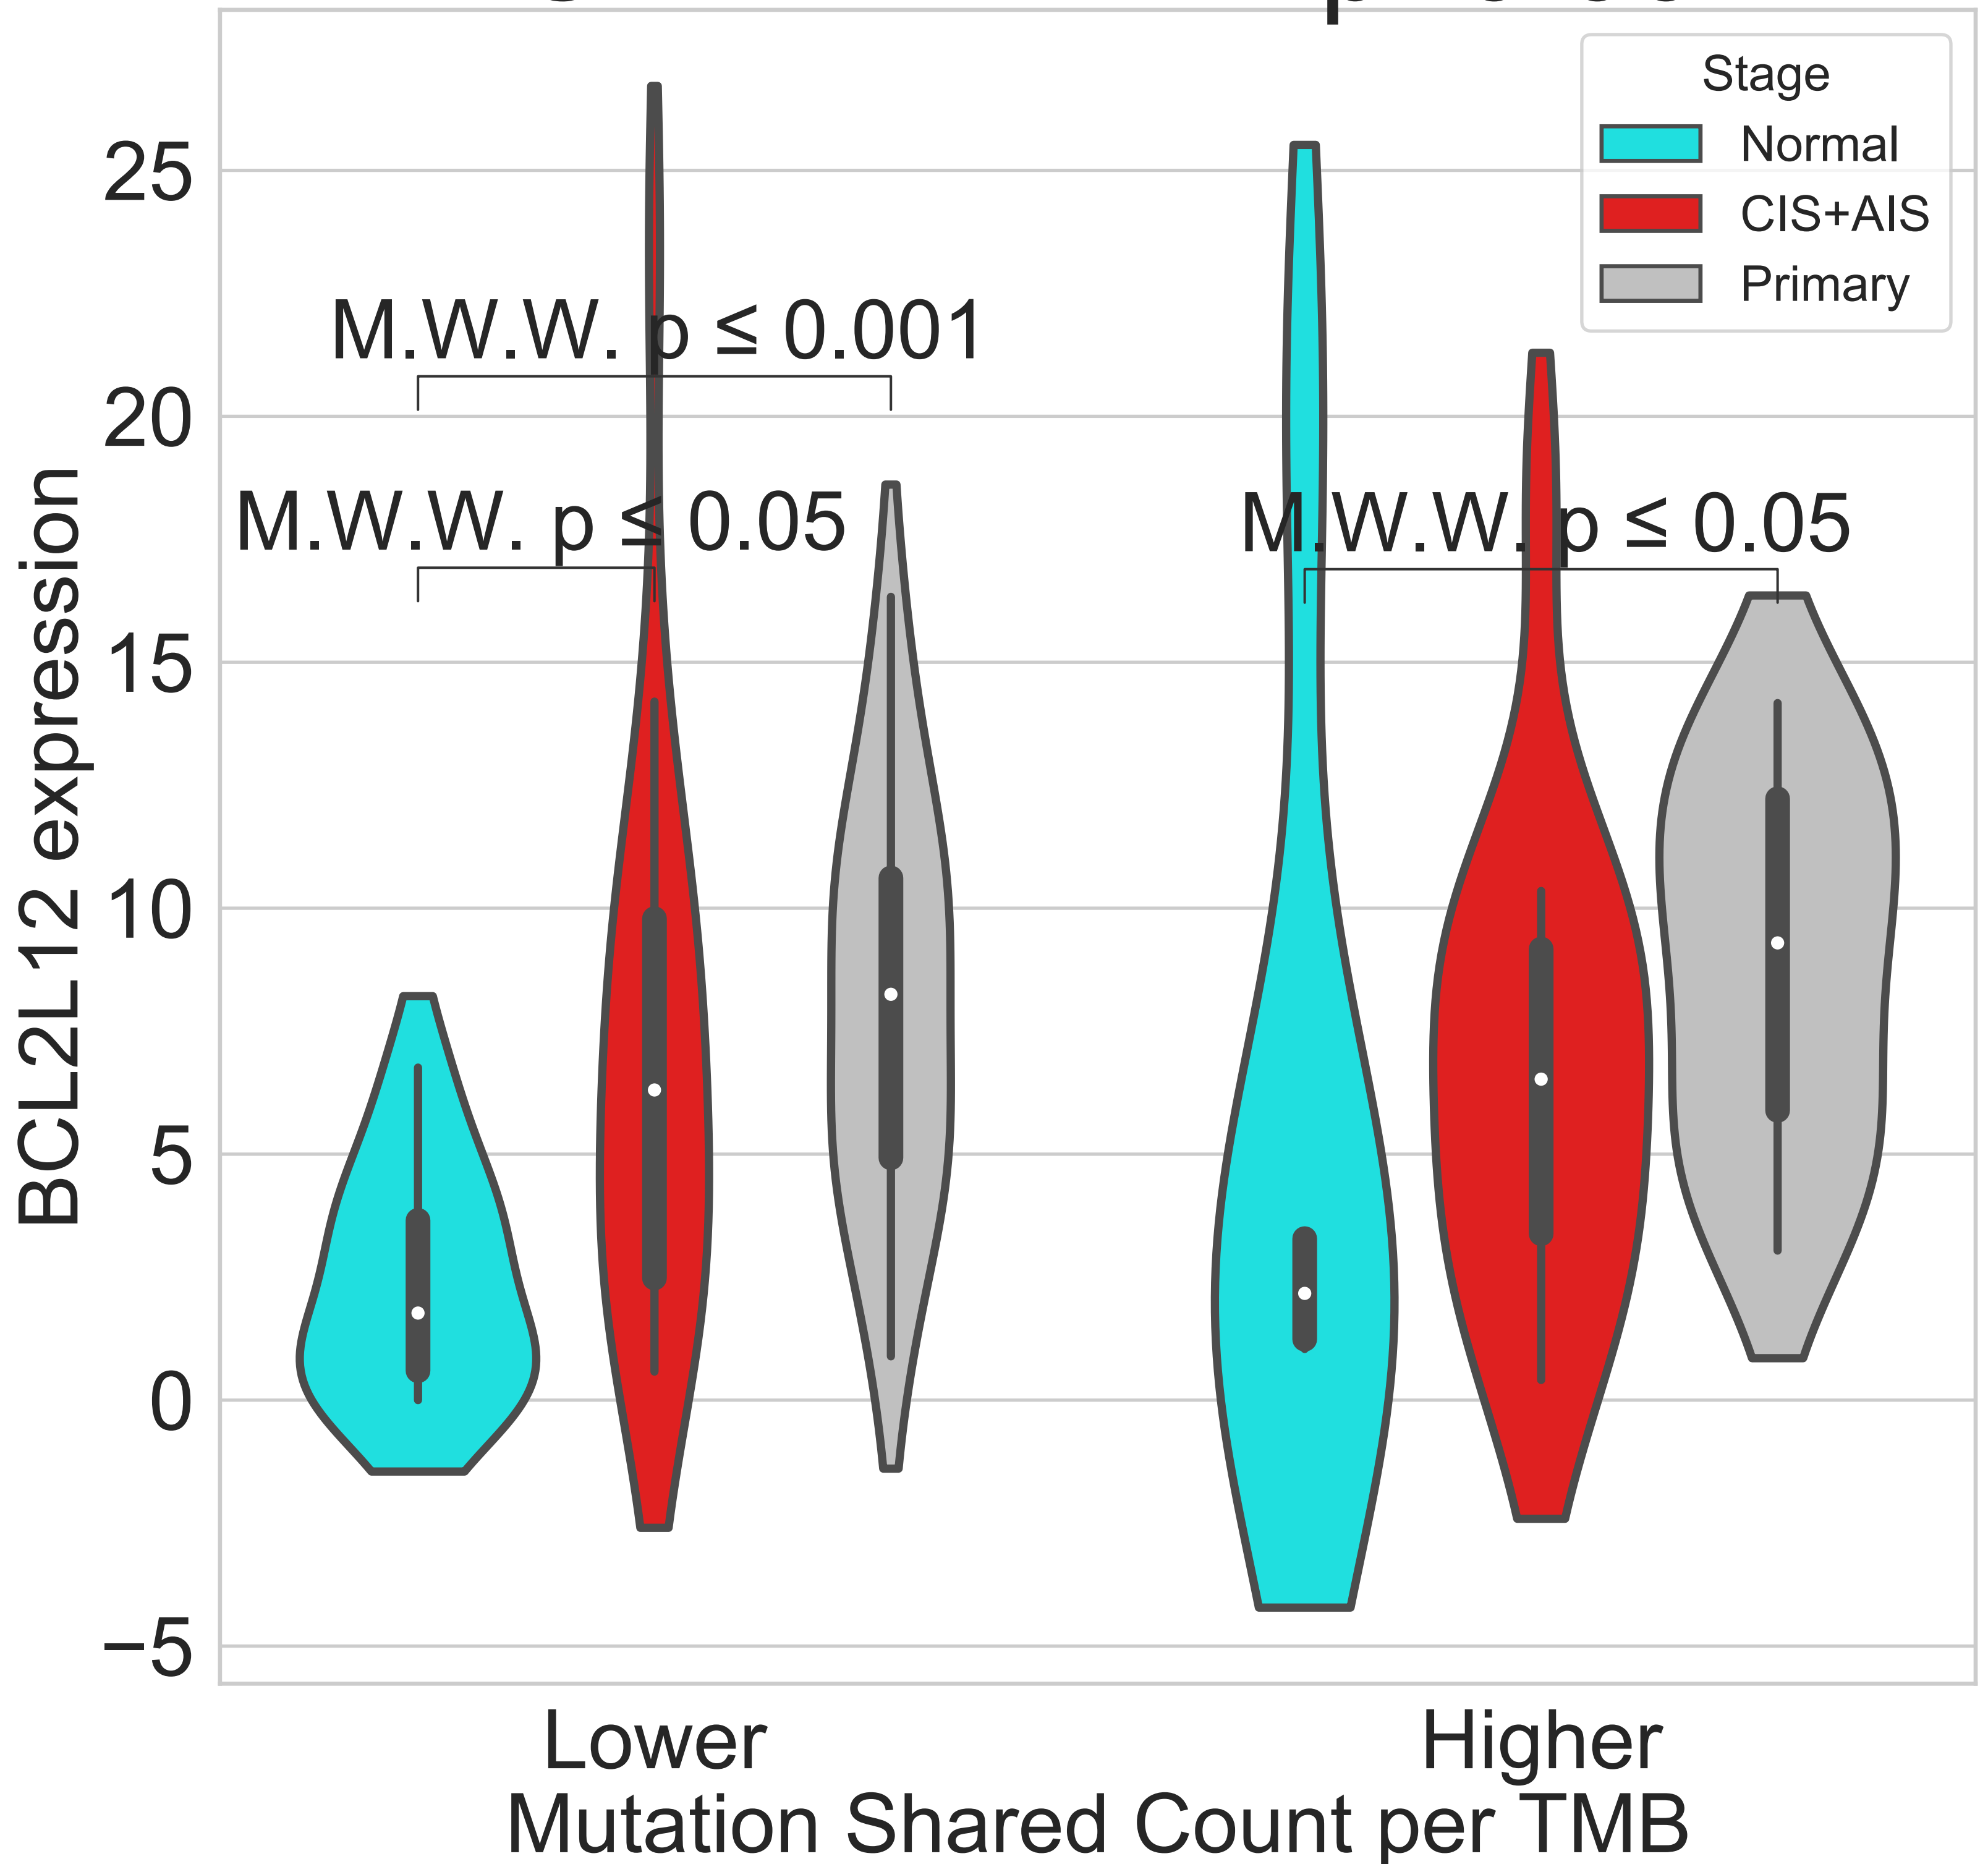 Stage
Normal
CIS+AIS
Primary
M.W.W. p ≤ 0.001
M.W.W. p ≤ 0.05
M.W.W. p ≤ 0.05
25
20
15
10
5
0
−5
BCL2L12 expression
Lower
Higher
Mutation Shared Count per TMB